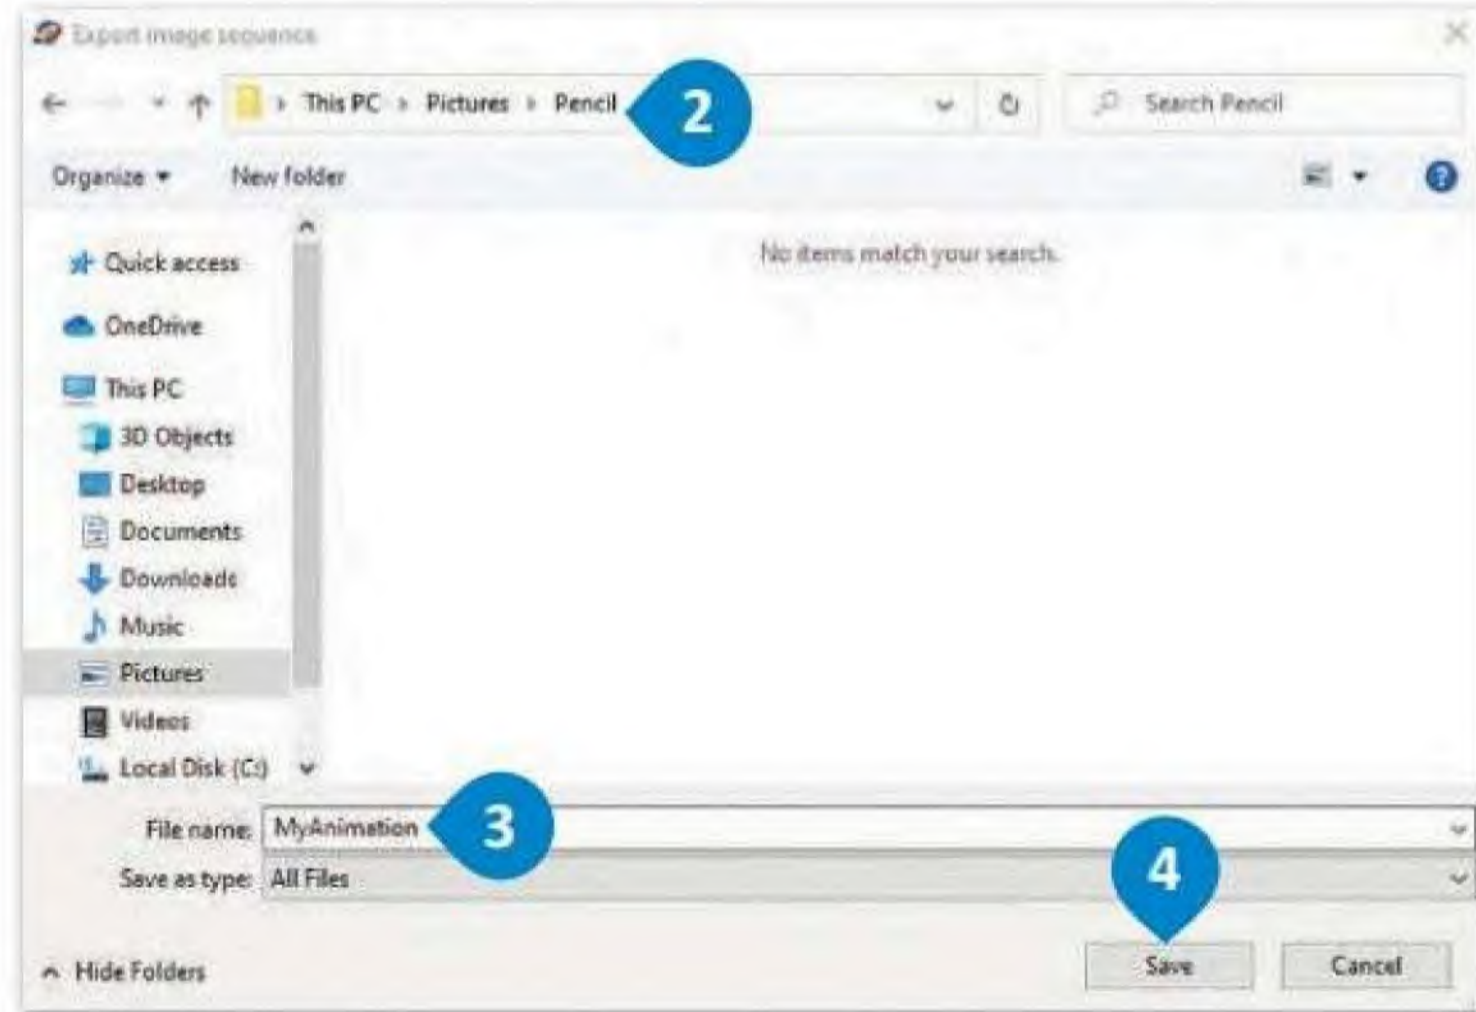 Export image sequence
This PC › Pictures › Pencil
2
Search Pencil
Organize
New folder
No items match your search.
Quick access
OneDrive
This PC
3D Objects
Desktop
Documents
Downloads
Music
Pictures
Videos
Local Disk (C:)
File name: MyAnimation
3
Save as type: All Files
4
Hide Folders
Save
Cancel